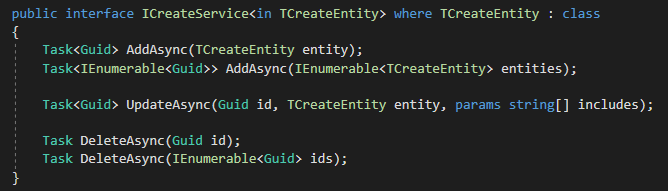 public interface ICreateService<in TCreateEntity> where TCreateEntity : class
{
Task<Guid> AddAsync(TCreateEntity entity);
Task<IEnumerable<Guid>> AddAsync(IEnumerable<TCreateEntity> entities);
Task<Guid> UpdateAsync(Guid id, TCreateEntity entity, params string[] includes);
Task DeleteAsync(Guid id);
Task DeleteAsync(IEnumerable<Guid> ids);
}